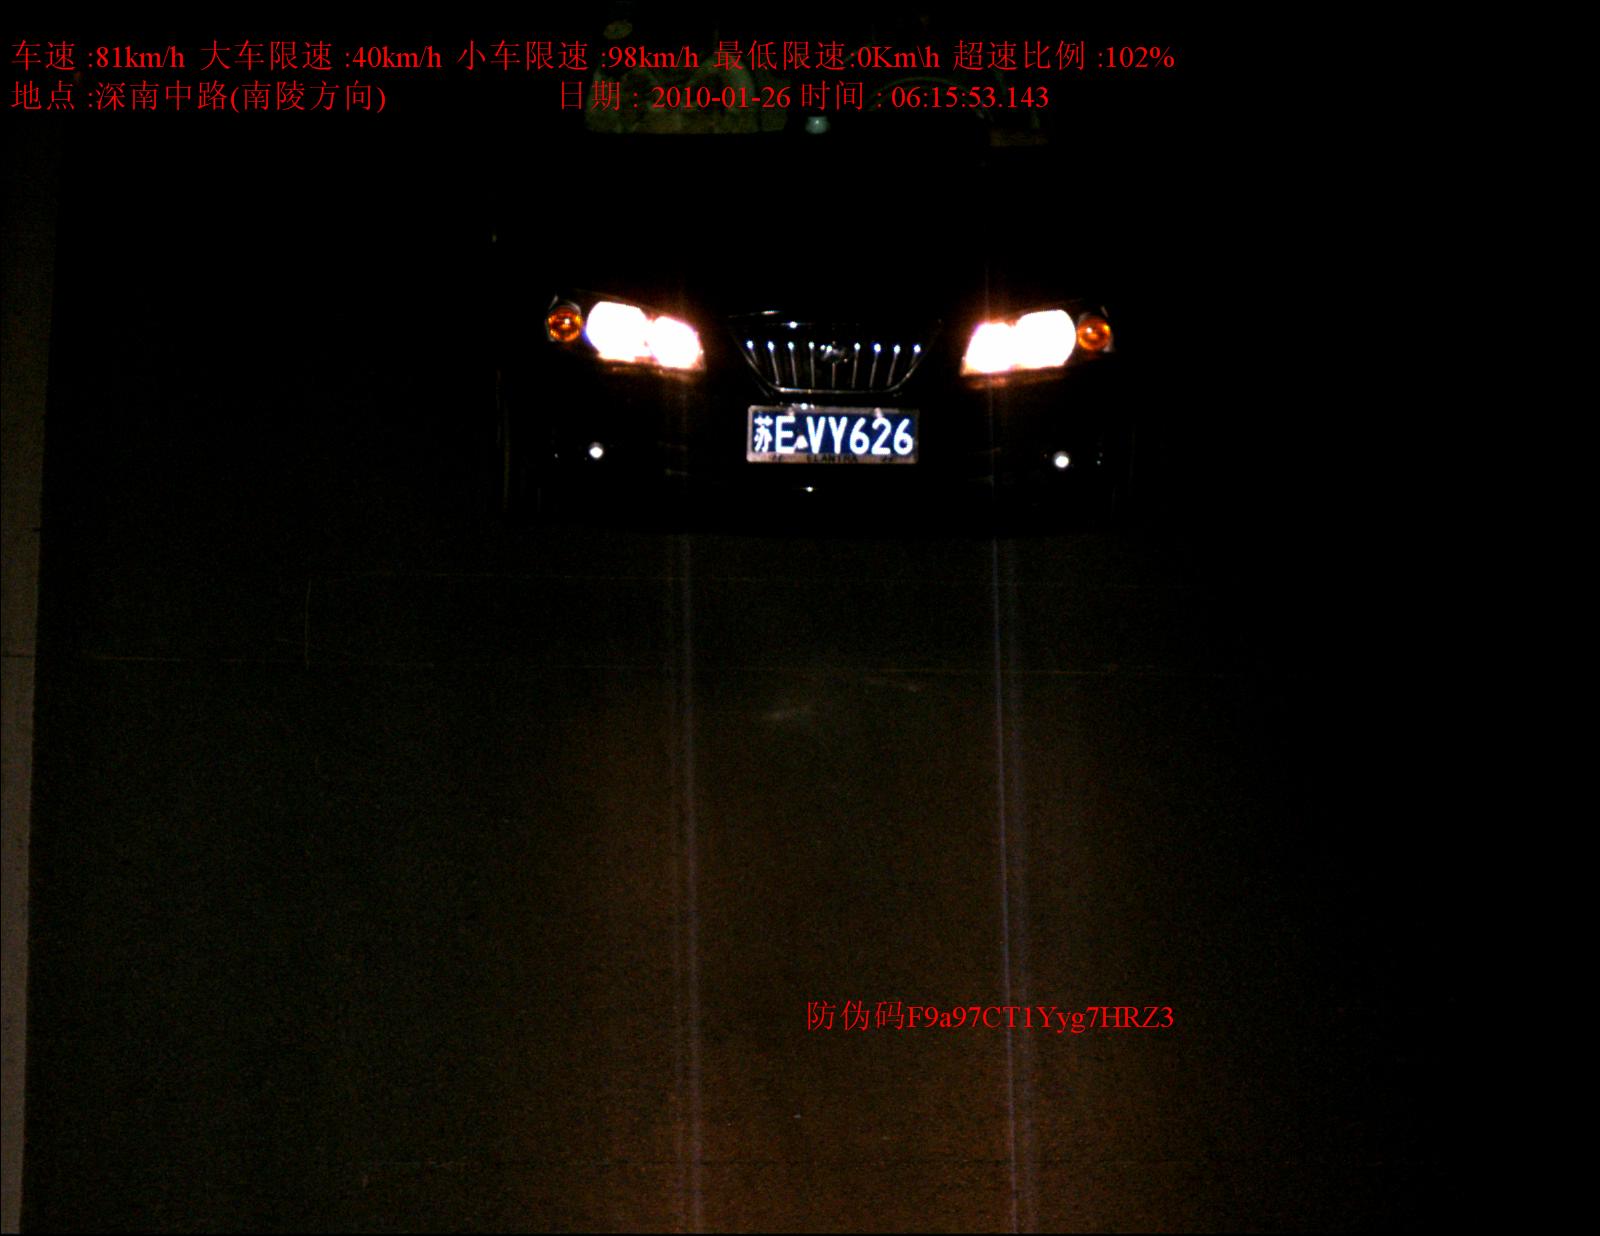 车速:81km/h 大车限速:40km/h 小车限速:98km/h 最低限速:0Km\h 超速比例:102%
地点:深南中路(南陵方向) 日期: 2010-01-26 时间: 06:15:53.143
苏E·VY626
ELANTRA
防伪码F9a97CT1Yyg7HRZ3